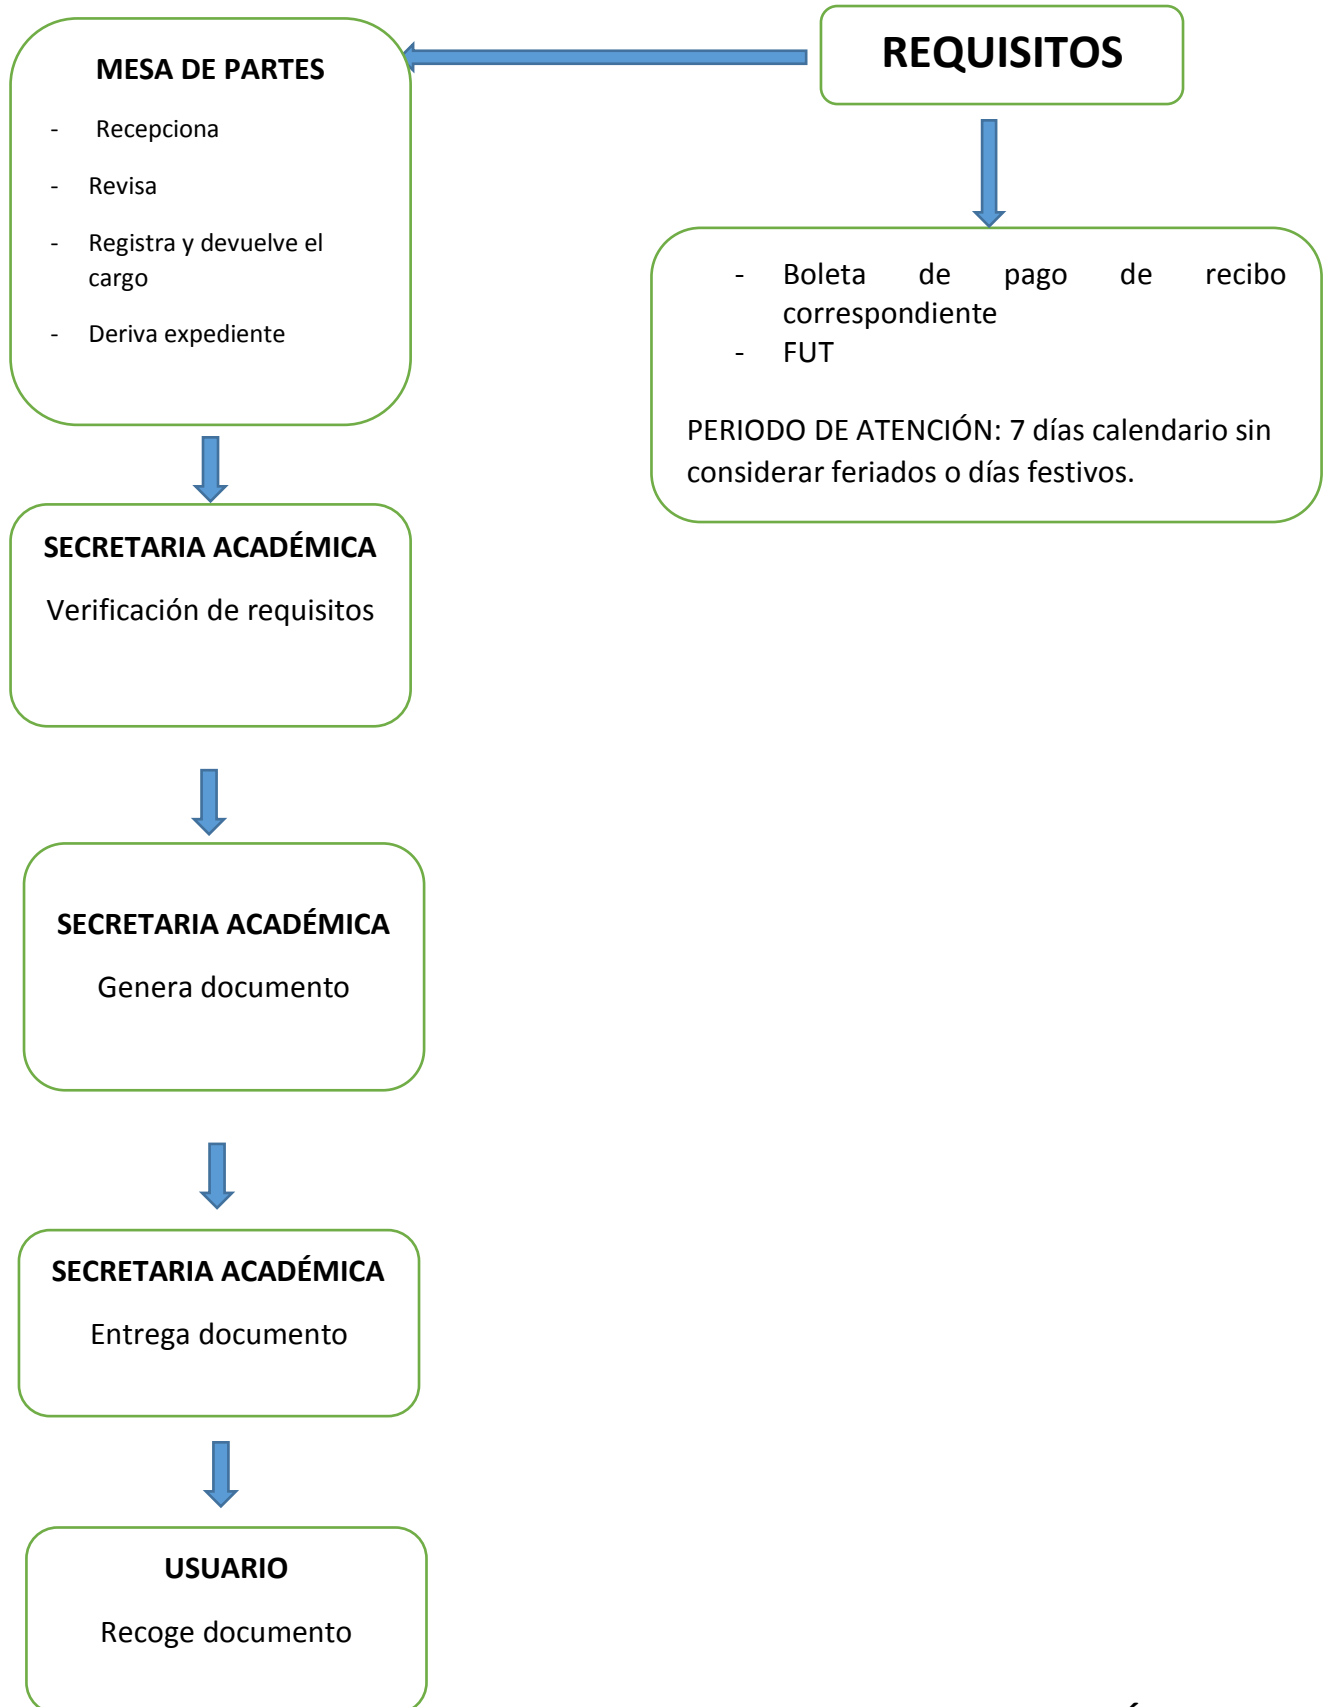 REQUISITOS
MESA DE PARTES
- Recepciona
- Revisa
- Registra y devuelve el
cargo
- Deriva expediente
- Boleta de pago de recibo
correspondiente
- FUT
PERIODO DE ATENCIÓN: 7 días calendario sin
considerar feriados o días festivos.
SECRETARIA ACADÉMICA
Verificación de requisitos
SECRETARIA ACADÉMICA
Genera documento
SECRETARIA ACADÉMICA
Entrega documento
USUARIO
Recoge documento